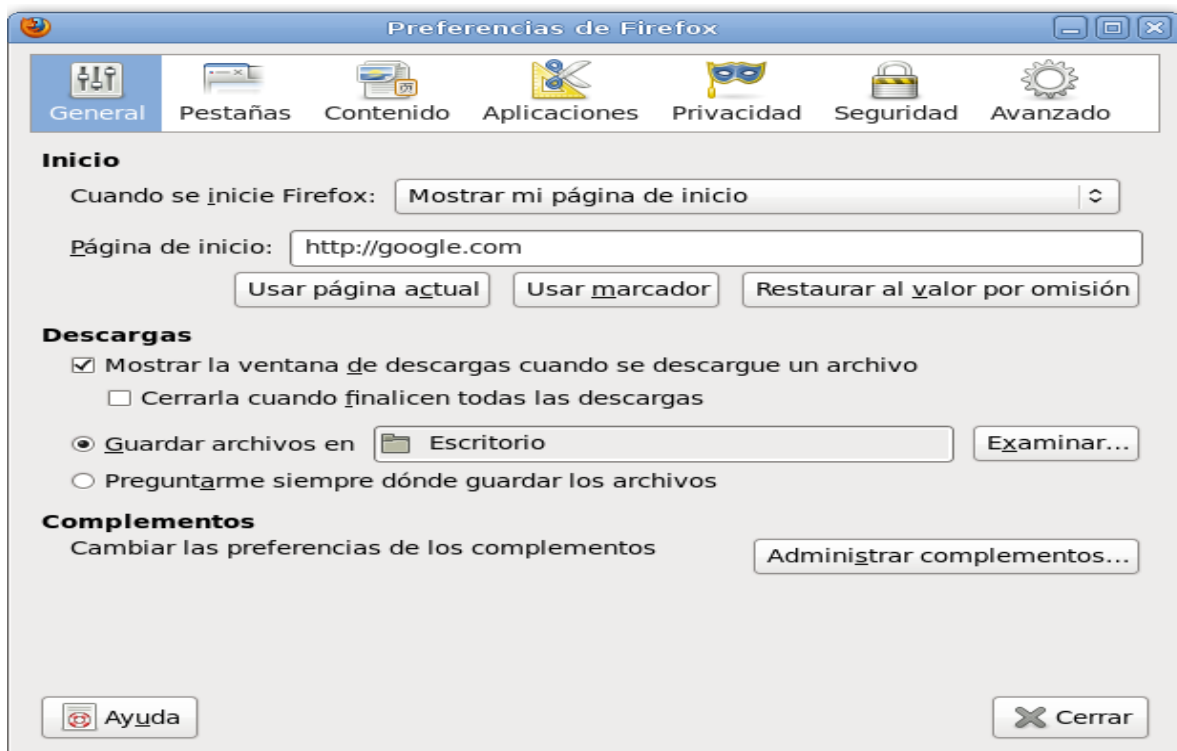 Preferencias de Firefox
General Pestañas Contenido Aplicaciones Privacidad Seguridad Avanzado
Inicio
Cuando se inicie Firefox: Mostrar mi página de inicio
Página de inicio: http://google.com
Usar página actual Usar marcador Restaurar al valor por omisión
Descargas
Mostrar la ventana de descargas cuando se descargue un archivo
Cerrarla cuando finalicen todas las descargas
Guardar archivos en Escritorio Examinar...
Preguntarme siempre dónde guardar los archivos
Complementos
Cambiar las preferencias de los complementos Administrar complementos...
Ayuda Cerrar